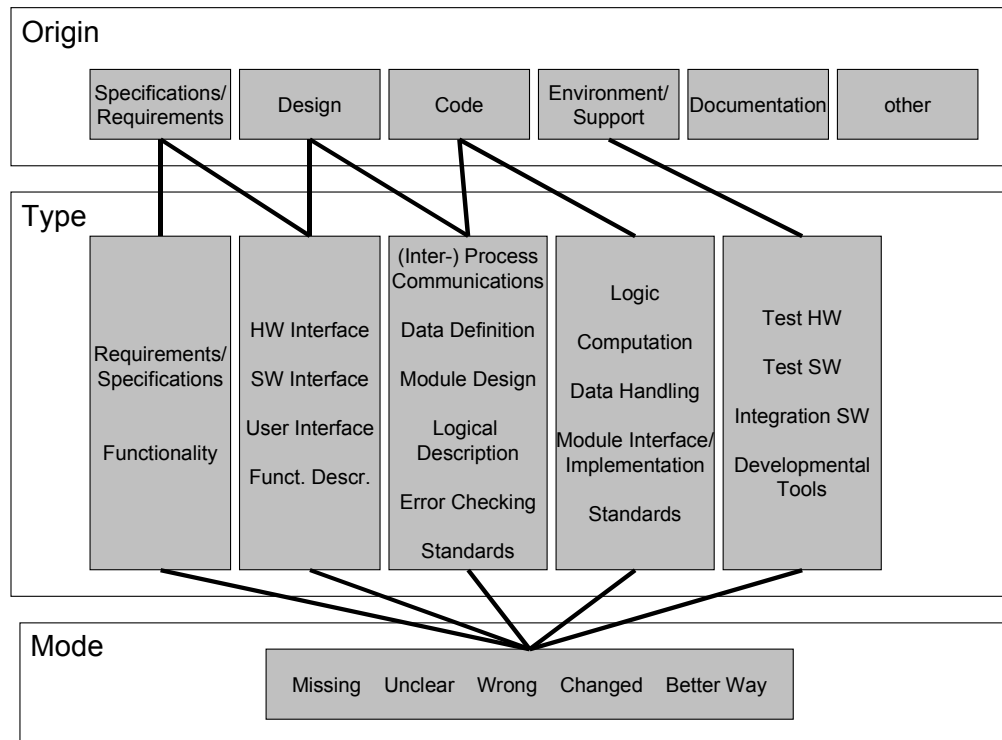 Origin
Specifications/
Requirements
Design
Code
Environment/
Support
Documentation
other
Type
Requirements/
Specifications
Functionality
HW Interface
SW Interface
User Interface
Funct. Descr.
(Inter-) Process
Communications
Data Definition
Module Design
Logical
Description
Error Checking
Standards
Logic
Computation
Data Handling
Module Interface/
Implementation
Standards
Test HW
Test SW
Integration SW
Developmental
Tools
Mode
Missing Unclear Wrong Changed Better Way